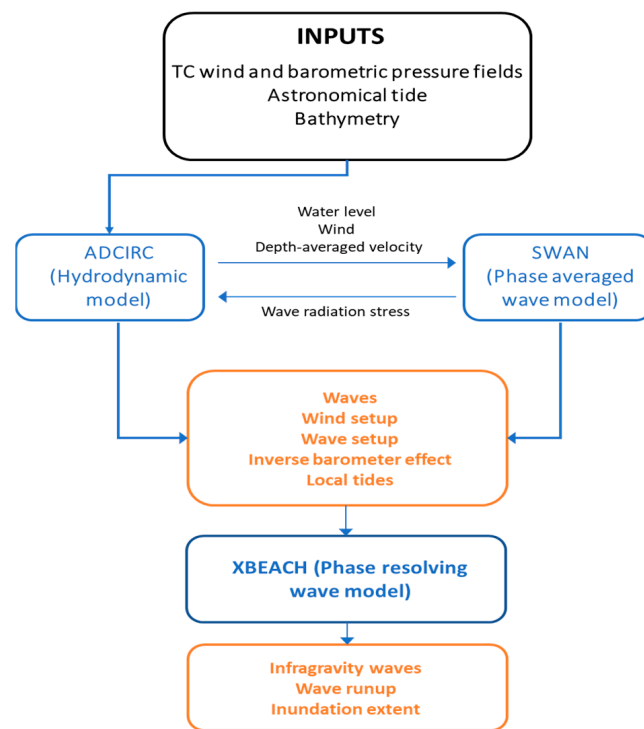 INPUTS
TC wind and barometric pressure fields
Astronomical tide
Bathymetry
Water level
Wind
Depth-averaged velocity
ADCIRC
(Hydrodynamic
model)
SWAN
(Phase averaged
wave model)
Wave radiation stress
Waves
Wind setup
Wave setup
Inverse barometer effect
Local tides
XBEACH (Phase resolving
wave model)
Infragravity waves
Wave runup
Inundation extent